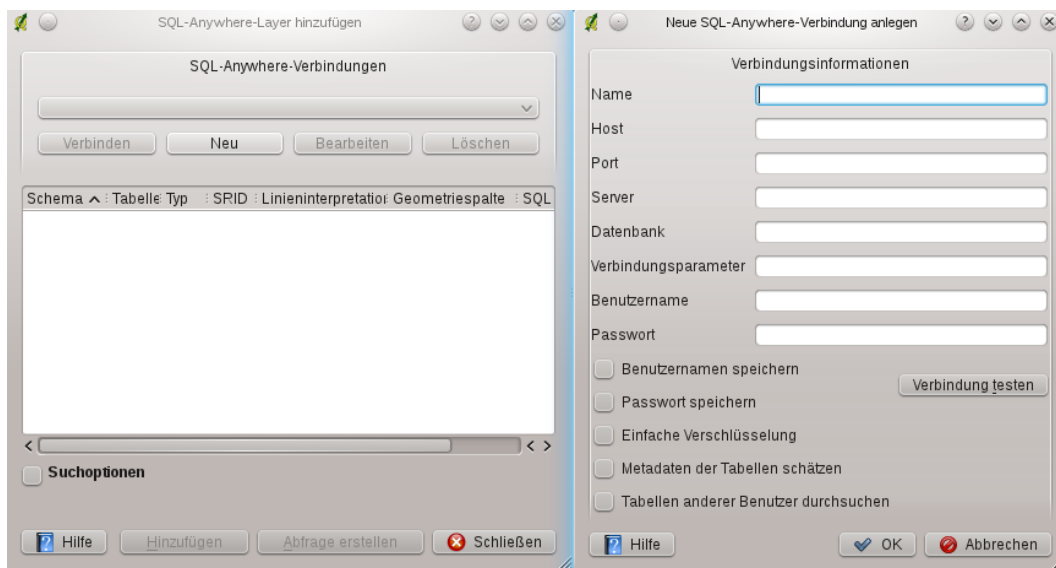 SQL-Anywhere-Layer hinzufügen
SQL-Anywhere-Verbindungen
Verbinden Neu Bearbeiten Löschen
Schema Tabelle Typ SRID Linieninterpretation Geometriespalte SQL
Suchoptionen
Hilfe Hinzufügen Abfrage erstellen Schließen
Neue SQL-Anywhere-Verbindung anlegen
Verbindungsinformationen
Name
Host
Port
Server
Datenbank
Verbindungsparameter
Benutzername
Passwort
Benutzernamen speichern
Verbindung testen
Passwort speichern
Einfache Verschlüsselung
Metadaten der Tabellen schätzen
Tabellen anderer Benutzer durchsuchen
Hilfe OK Abbrechen